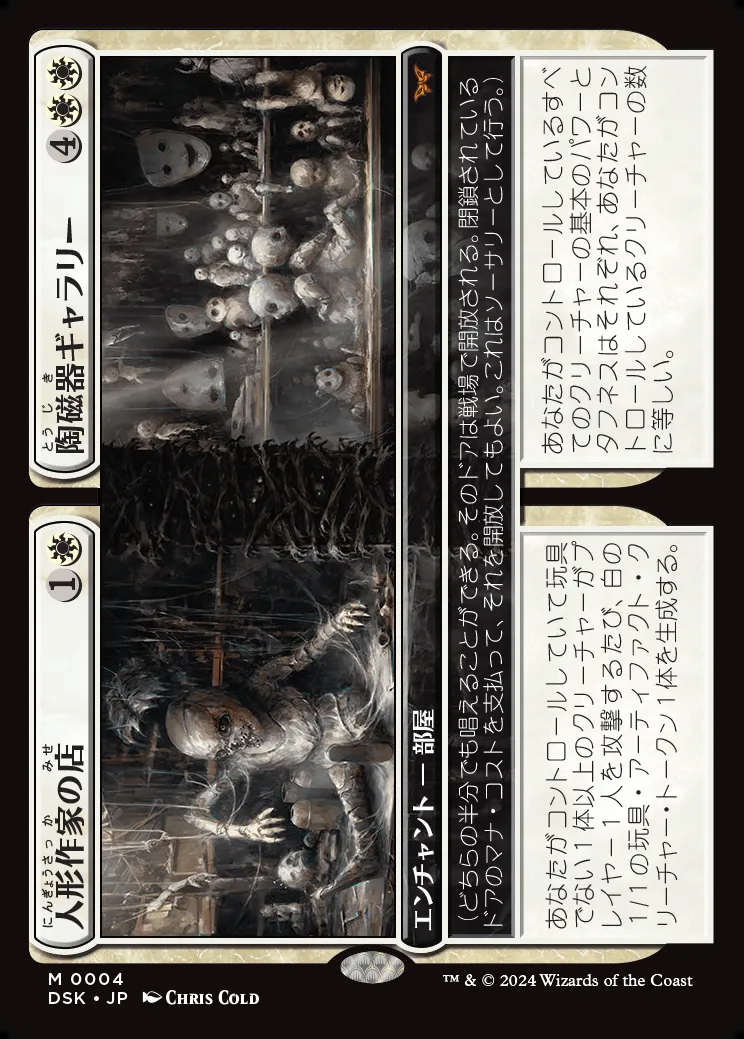 にんぎょうさっか みせ
人形作家の店
1
とうじき
陶磁器ギャラリー
4
エンチャント — 部屋
(どちらの半分でも唱えることができる。そのドアは戦場で開放される。閉鎖されている
ドアのマナ・コストを支払って、それを開放してもよい。これはソーサリーとして行う。)
あなたがコントロールしていて玩具
でない1体以上のクリーチャーがプ
レイヤー1人を攻撃するたび、白の
1/1の玩具・アーティファクト・ク
リーチャー・トークン1体を生成する。
あなたがコントロールしているすべ
てのクリーチャーの基本のパワーと
タフネスはそれぞれ、あなたがコン
トロールしているクリーチャーの数
に等しい。
M 0004
DSK • JP CHRIS COLD
™ & © 2024 Wizards of the Coast